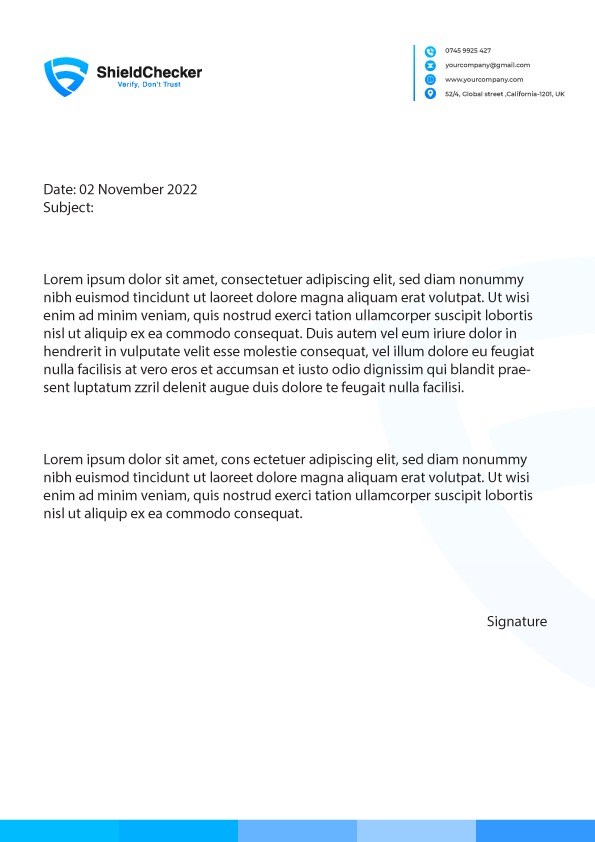 ShieldChecker
Verify, Don't Trust
0745 9925 427
yourcompany@gmail.com
www.yourcompany.com
52/4, Global street ,California-1201, UK
Date: 02 November 2022
Subject:
Lorem ipsum dolor sit amet, consectetuer adipiscing elit, sed diam nonummy
nibh euismod tincidunt ut laoreet dolore magna aliquam erat volutpat. Ut wisi
enim ad minim veniam, quis nostrud exerci tation ullamcorper suscipit lobortis
nisl ut aliquip ex ea commodo consequat. Duis autem vel eum iriure dolor in
hendrerit in vulputate velit esse molestie consequat, vel illum dolore eu feugiat
nulla facilisis at vero eros et accumsan et iusto odio dignissim qui blandit prae-
sent luptatum zzril delenit augue duis dolore te feugait nulla facilisi.
Lorem ipsum dolor sit amet, cons ectetuer adipiscing elit, sed diam nonummy
nibh euismod tincidunt ut laoreet dolore magna aliquam erat volutpat. Ut wisi
enim ad minim veniam, quis nostrud exerci tation ullamcorper suscipit lobortis
nisl ut aliquip ex ea commodo consequat.
Signature